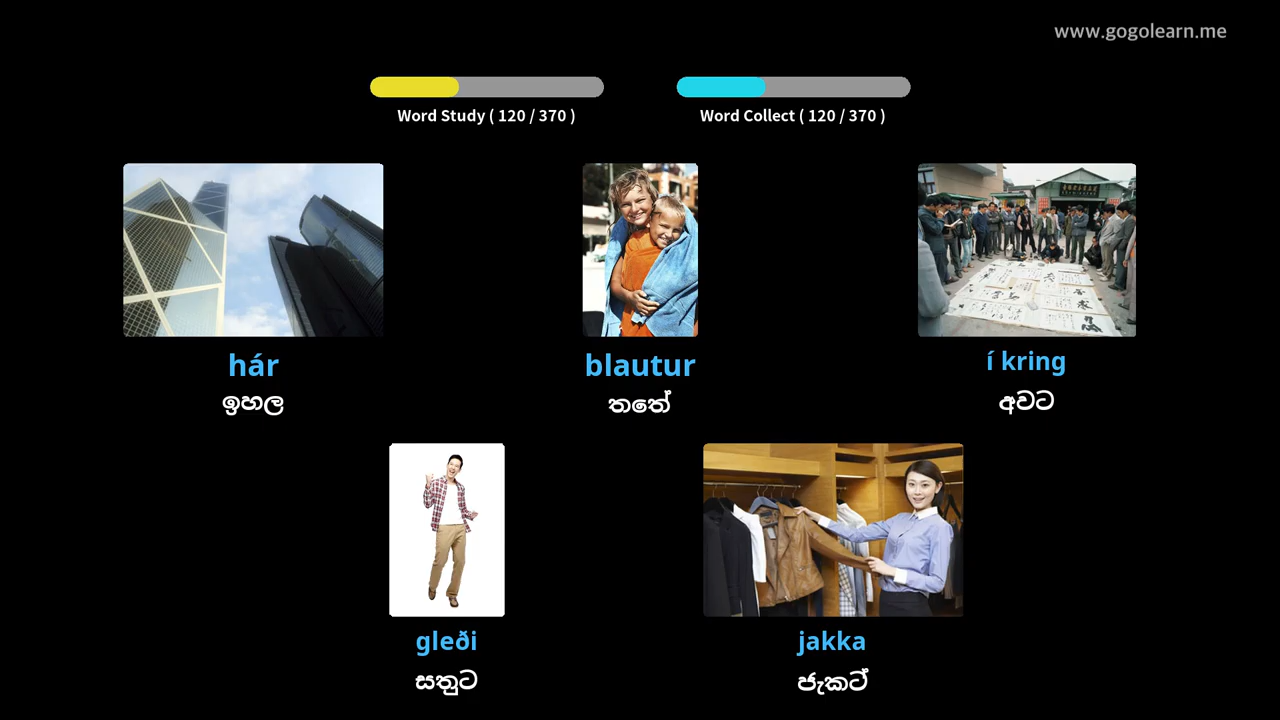 www.gogolearn.me
Word Study ( 120 / 370 )
Word Collect ( 120 / 370 )
hár
ඉහල
blautur
තතේ
í kring
අවට
gleði
සතුට
jakka
ජැකට්